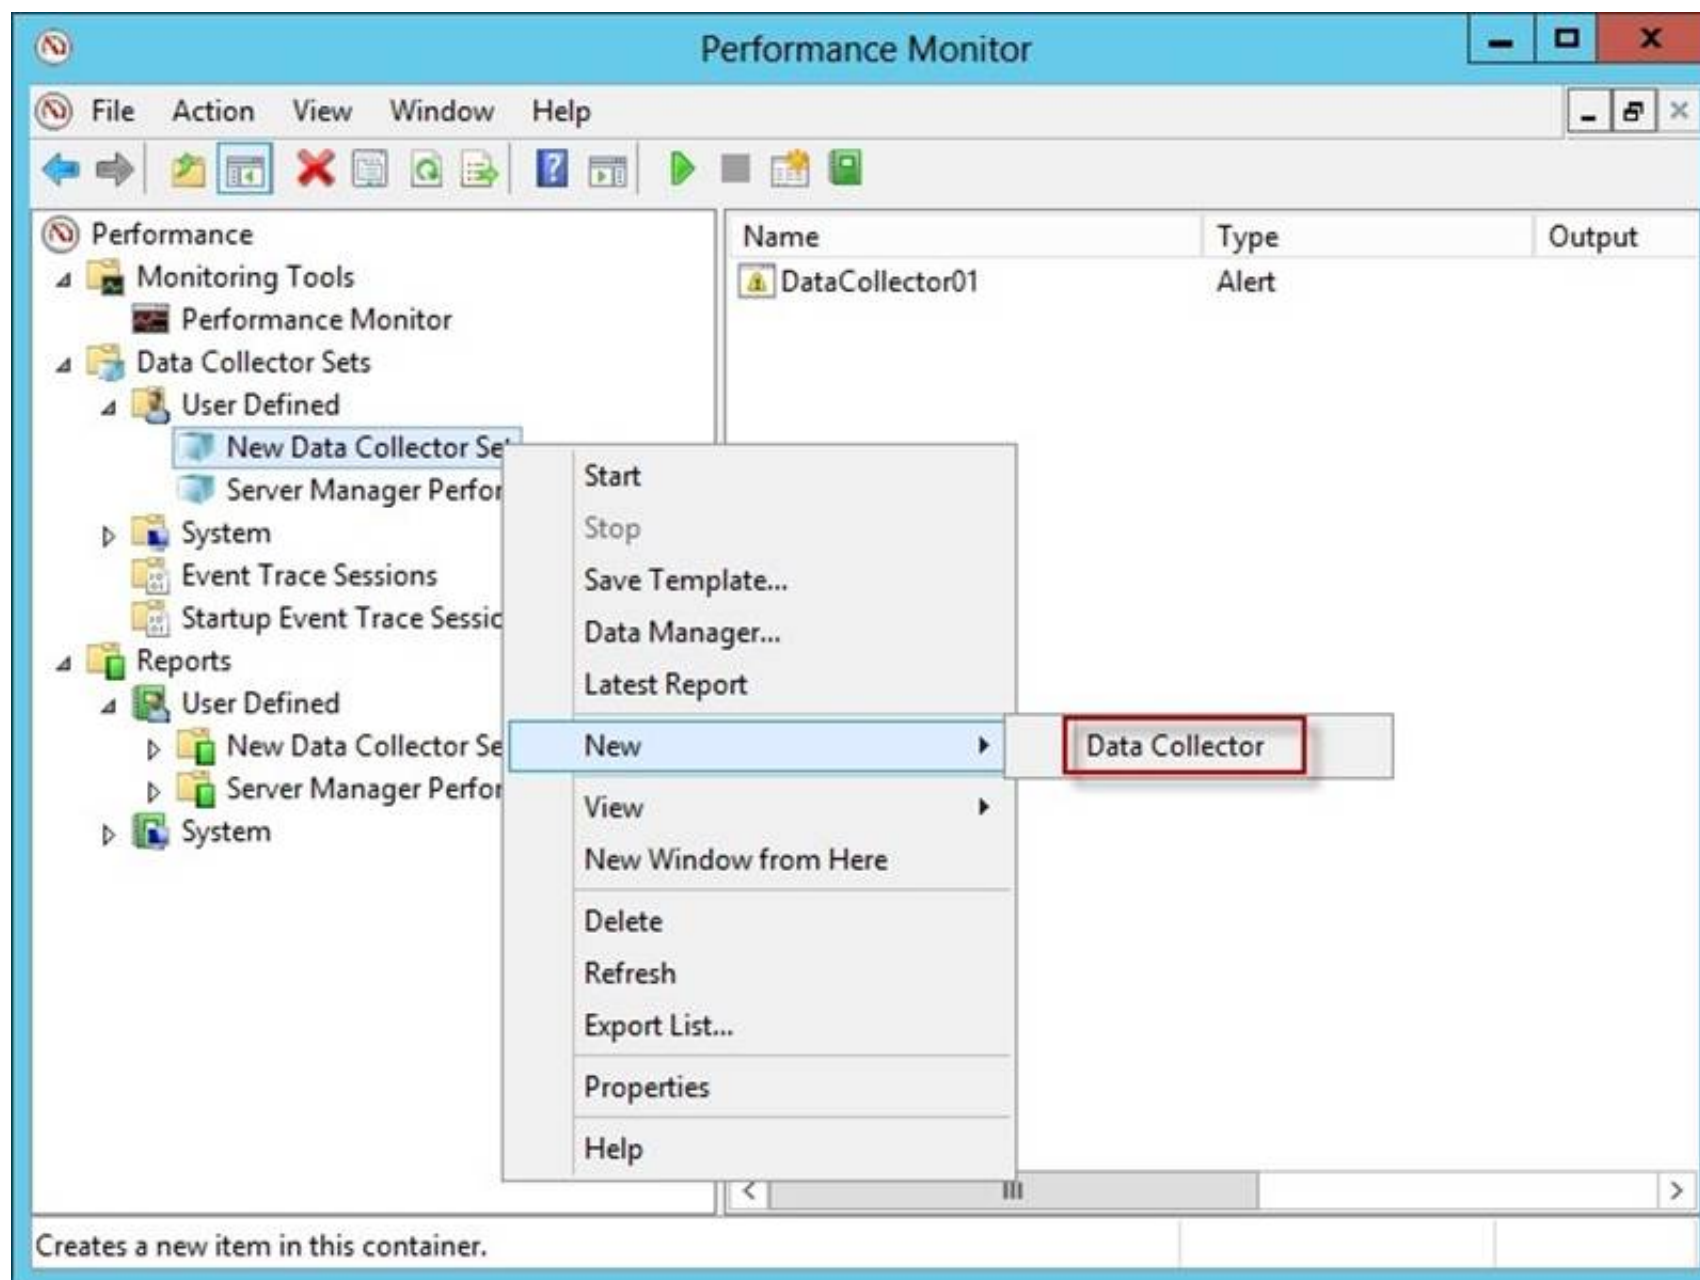 Performance Monitor
File Action View Window Help
Performance
Monitoring Tools
Performance Monitor
Data Collector Sets
User Defined
New Data Collector Set
Server Manager Perfor
System
Event Trace Sessions
Startup Event Trace Sessic
Reports
User Defined
New Data Collector Se
Server Manager Perfor
System
Name Type Output
DataCollector01 Alert
Start
Stop
Save Template...
Data Manager...
Latest Report
New
View
New Window from Here
Delete
Refresh
Export List...
Properties
Help
Data Collector
Creates a new item in this container.